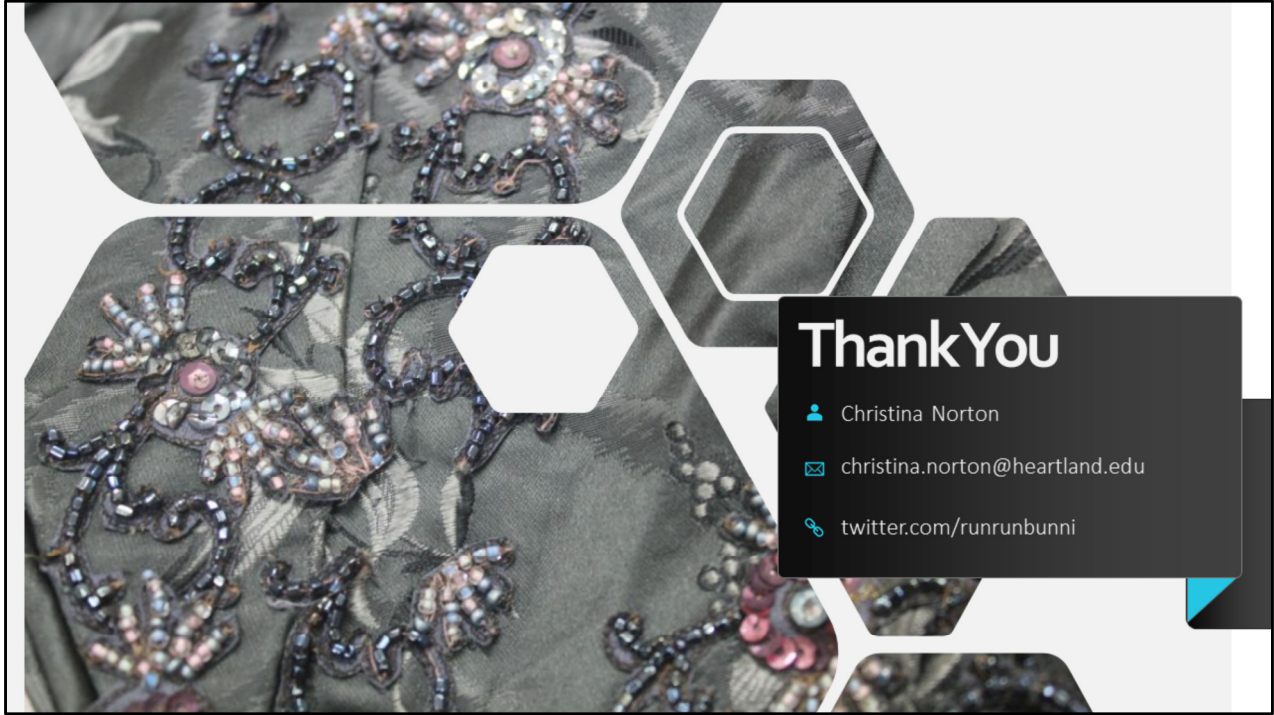 Thank You
Christina Norton
christina.norton@heartland.edu
twitter.com/runrunbunni